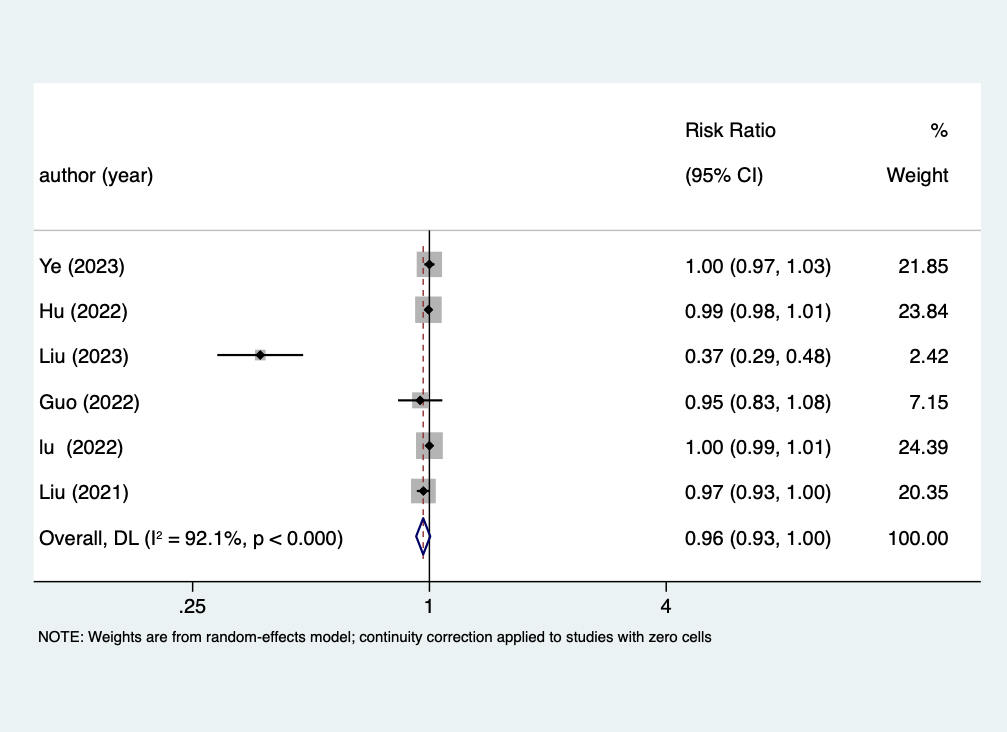 Risk Ratio %
author (year) (95% CI) Weight
Ye (2023) 1.00 (0.97, 1.03) 21.85
Hu (2022) 0.99 (0.98, 1.01) 23.84
Liu (2023) 0.37 (0.29, 0.48) 2.42
Guo (2022) 0.95 (0.83, 1.08) 7.15
lu (2022) 1.00 (0.99, 1.01) 24.39
Liu (2021) 0.97 (0.93, 1.00) 20.35
Overall, DL (I² = 92.1%, p < 0.000) 0.96 (0.93, 1.00) 100.00
.25 1 4
NOTE: Weights are from random-effects model; continuity correction applied to studies with zero cells